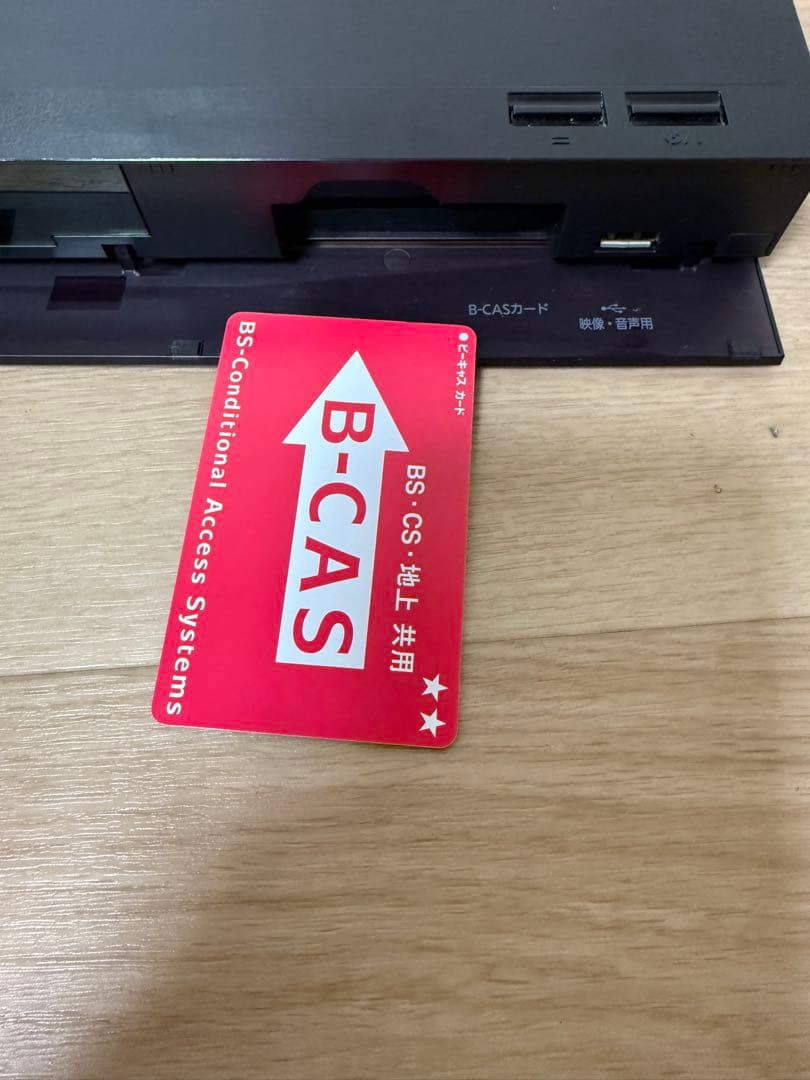 B-CASカード
映像・音声用
ビーキャス カード
BS・CS・地上 共用
B-CAS
BS-Conditional Access Systems